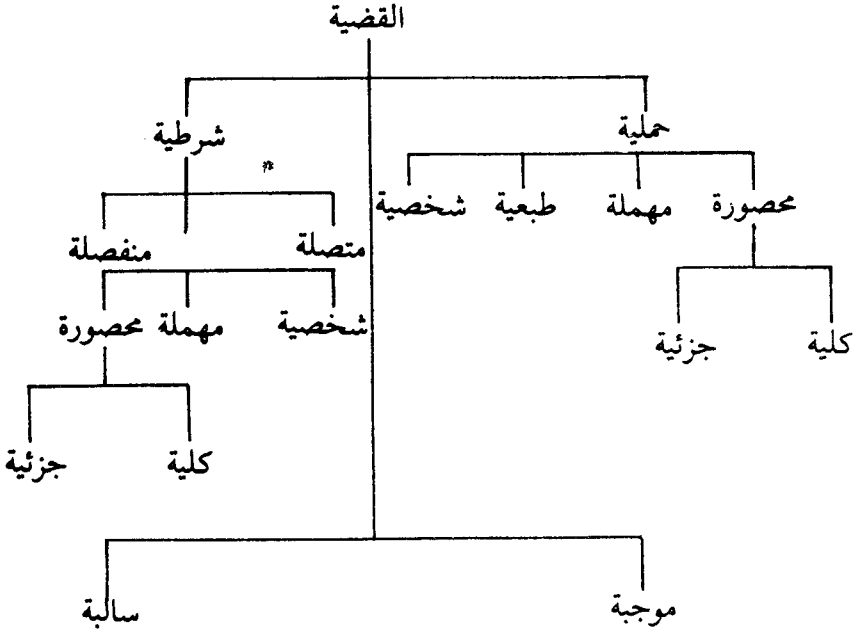 القضية
حملية
شرطية
*
محصورة مهملة طبعية شخصية
متصلة منفصلة
شخصية مهملة محصورة
كلية جزئية
كلية جزئية
موجبة سالبة